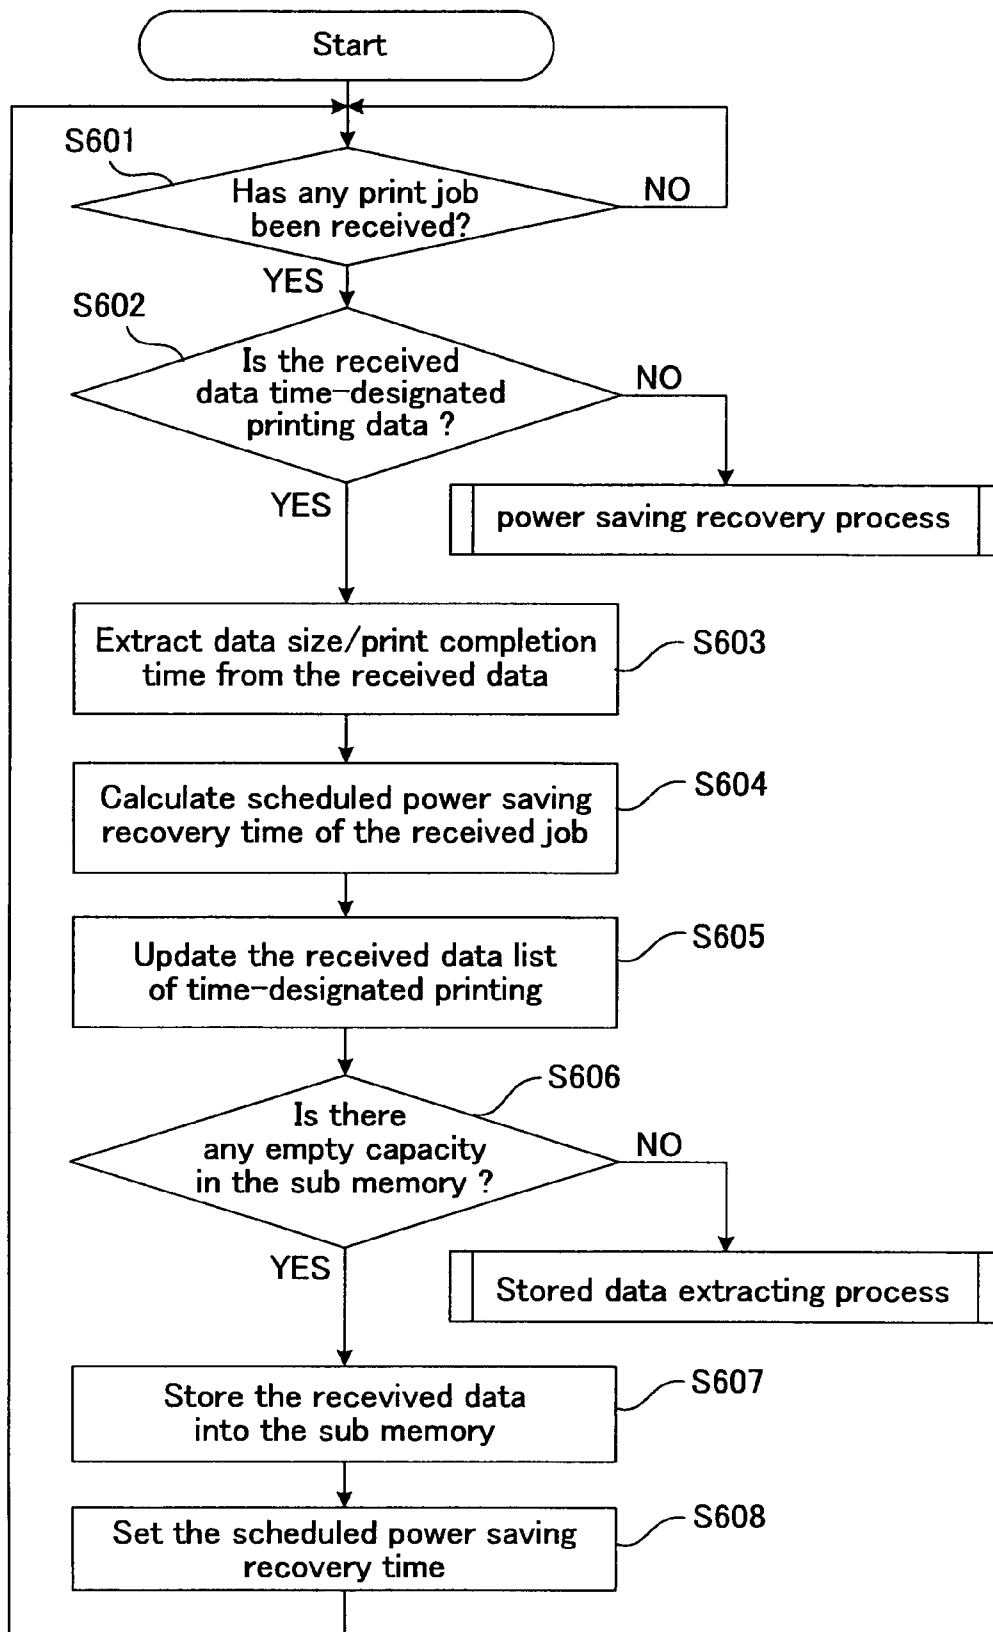 Start
S601
Has any print job
been received?
NO
YES
S602
Is the received
data time-designated
printing data ?
NO
YES
power saving recovery process
Extract data size/print completion
time from the received data
S603
Calculate scheduled power saving
recovery time of the received job
S604
Update the received data list
of time-designated printing
S605
S606
Is there
any empty capacity
in the sub memory ?
NO
YES
Stored data extracting process
Store the recevived data
into the sub memory
S607
Set the scheduled power saving
recovery time
S608